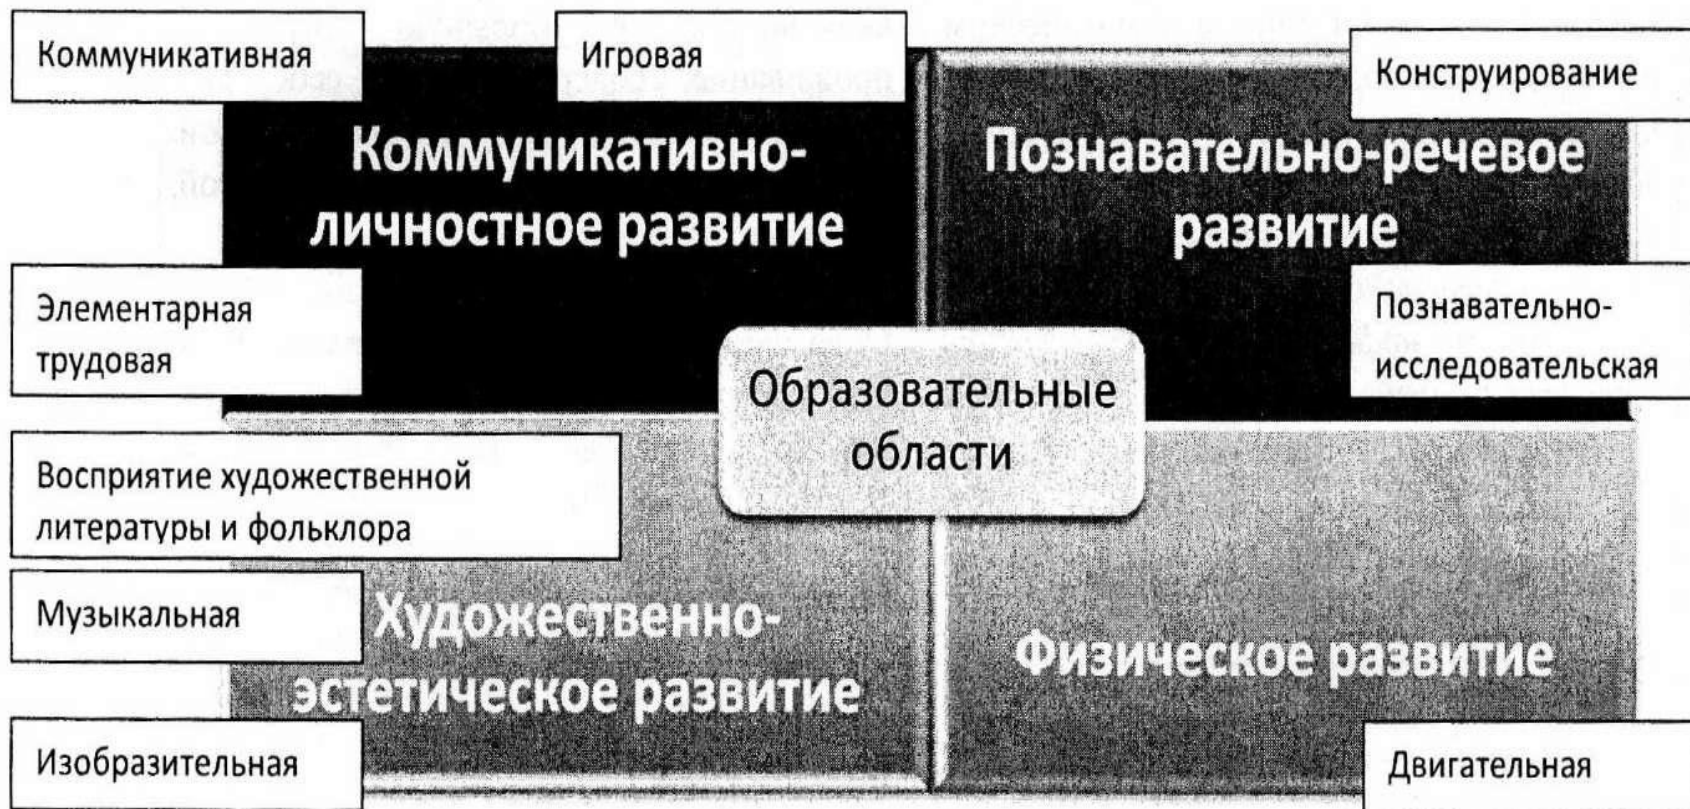 Коммуникативная
Игровая
Конструирование
Коммуникативно-
личностное развитие
Познавательно-речевое
развитие
Элементарная
трудовая
Познавательно-
исследовательская
Образовательные
области
Восприятие художественной
литературы и фольклора
Музыкальная
Художественно-
эстетическое развитие
Физическое развитие
Изобразительная
Двигательная